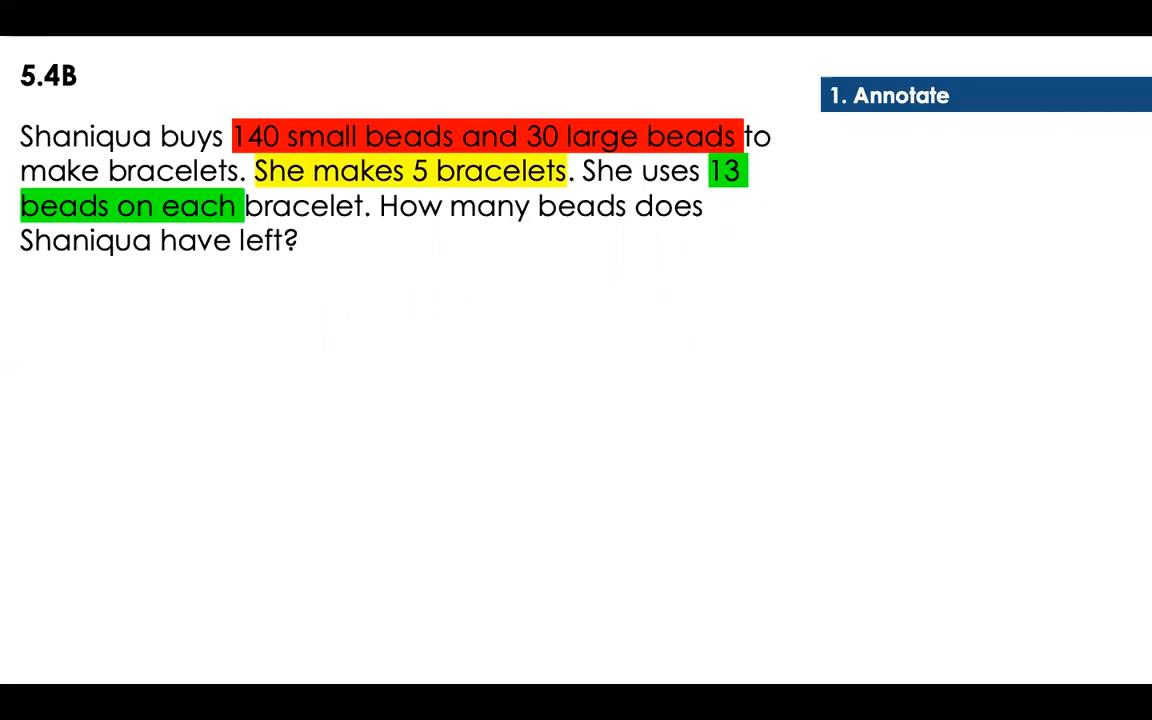 5.4B
1. Annotate
Shaniqua buys 140 small beads and 30 large beads to
make bracelets. She makes 5 bracelets. She uses 13
beads on each bracelet. How many beads does
Shaniqua have left?